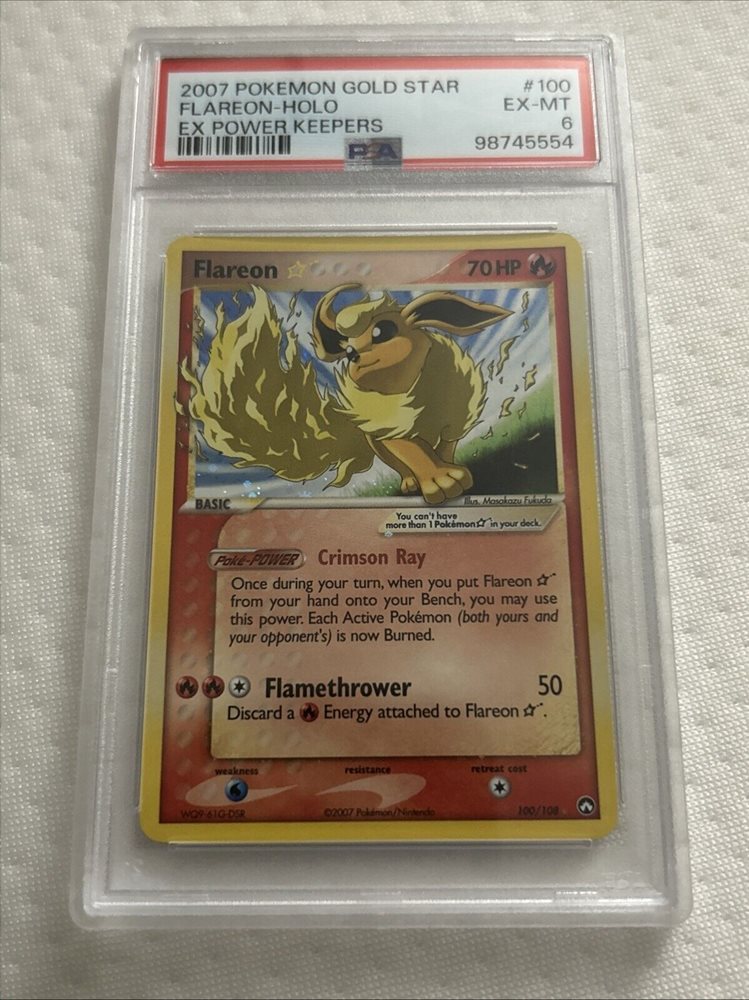 2007 POKEMON GOLD STAR #100
FLAREON-HOLO EX-MT
EX POWER KEEPERS 6
PSA 98745554
Flareon ☆ 70 HP
BASIC
Illus. Masakazu Fukuda
You can't have
more than 1 Pokémon ☆ in your deck.
Poké-POWER Crimson Ray
Once during your turn, when you put Flareon ☆
from your hand onto your Bench, you may use
this power. Each Active Pokémon (both yours and
your opponent's) is now Burned.
Flamethrower 50
Discard a Energy attached to Flareon ☆.
weakness resistance retreat cost
WQ9-61G-DSR ©2007 Pokémon/Nintendo 100/108